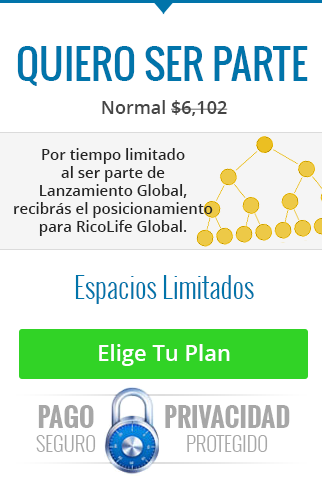 QUIERO SER PARTE
Normal $6,102
Por tiempo limitado
al ser parte de
Lanzamiento Global,
recibrás el posicionamiento
para RicoLife Global.
Espacios Limitados
Elige Tu Plan
PAGO PRIVACIDAD
SEGURO PROTEGIDO